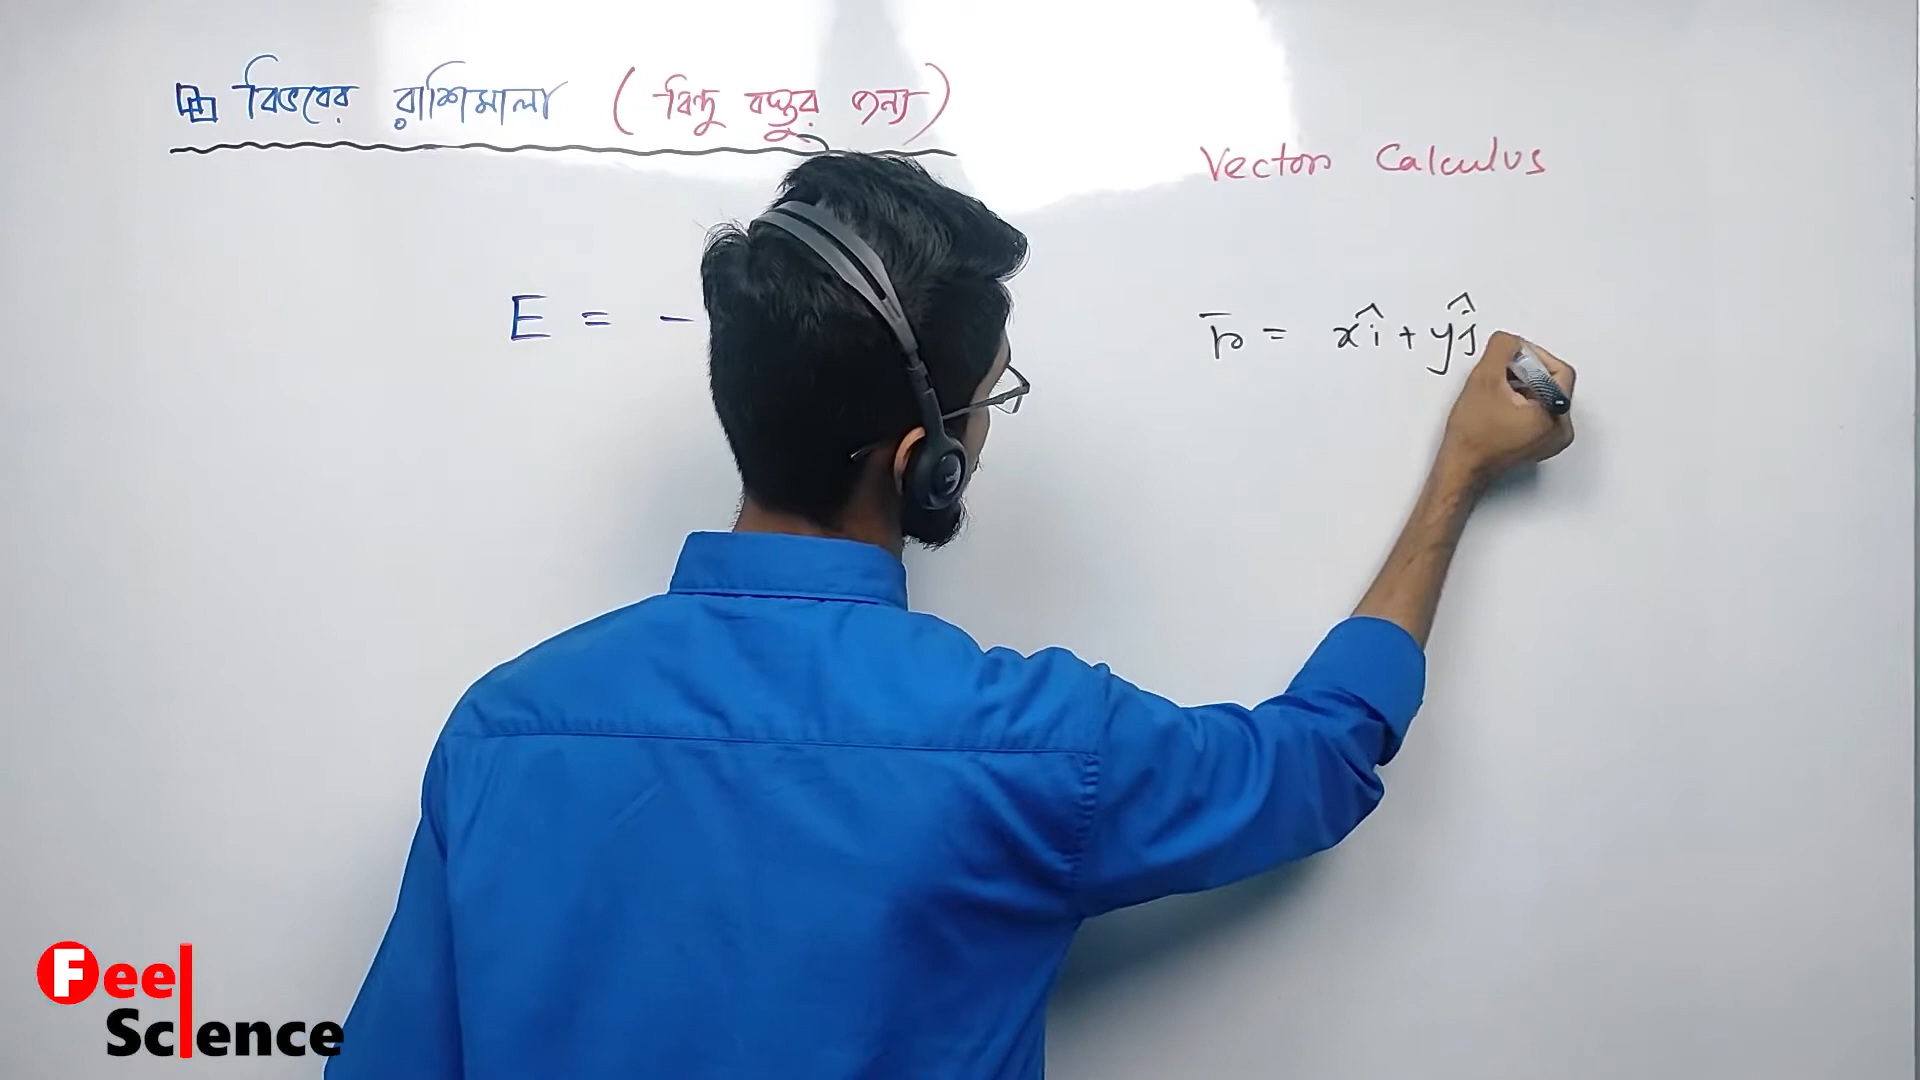 বিভবের রাশিমালা (বিন্দু বস্তুর জন্য)
Vector Calculus
E = -
r̄ = xî + yĵ
Feel
Science